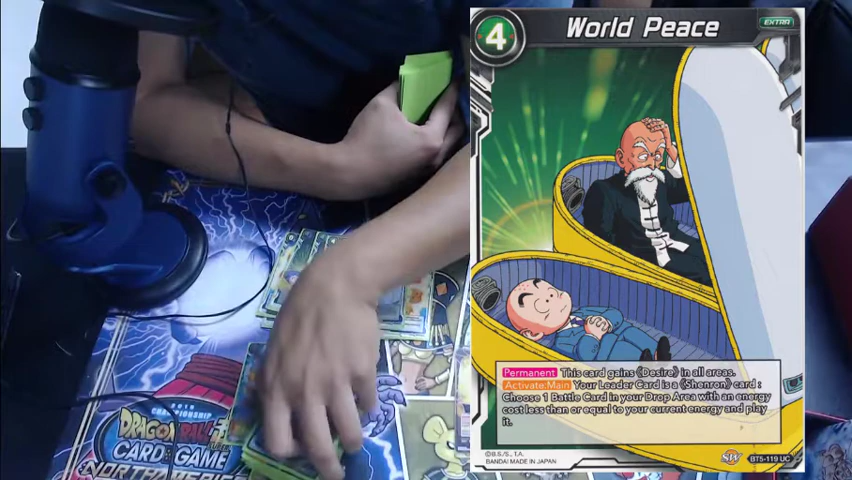 4
World Peace
EXTRA
Permanent This card gains《Desire》in all areas.
Activate:Main Your Leader Card is a《Shenron》card :
Choose 1 Battle Card in your Drop Area with an energy
cost less than or equal to your current energy and play
it.
©B.S./S., T.A.
BANDAI MADE IN JAPAN
SW
BT5-119 UC
2018
CHAMPIONSHIP
DRAGON BALL
CARD GAME
NORTH AMERICA